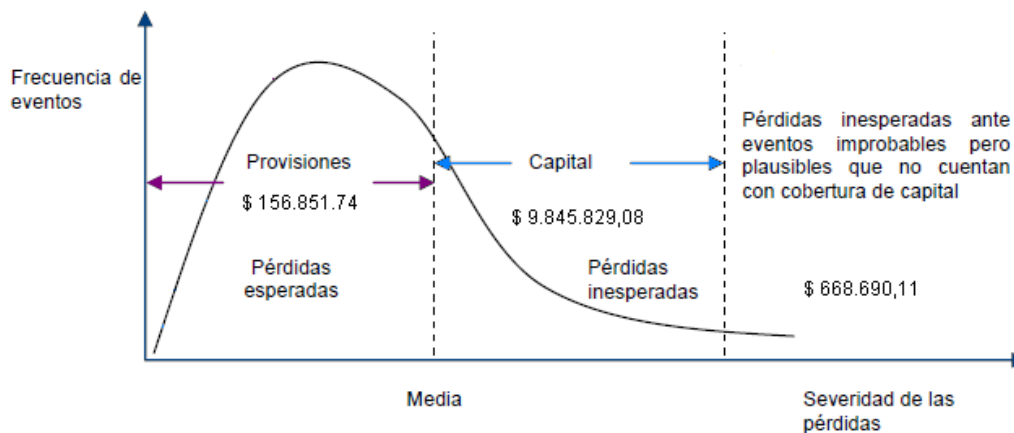 Frecuencia de
eventos
Provisiones
$ 156.851.74
Pérdidas
esperadas
Capital
$ 9.845.829,08
Pérdidas
inesperadas
Pérdidas inesperadas ante
eventos improbables pero
plausibles que no cuentan
con cobertura de capital
$ 668.690,11
Media
Severidad de las
pérdidas